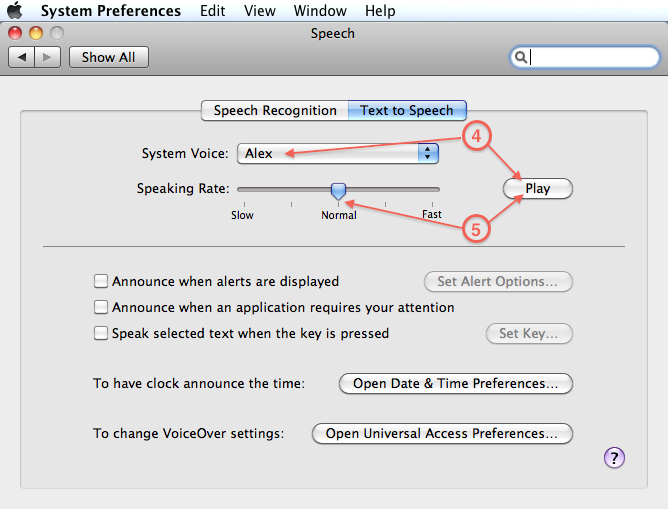 System Preferences Edit View Window Help
Speech
Show All
Speech Recognition Text to Speech
4
System Voice: Alex
Speaking Rate: Play
Slow Normal Fast
5
Announce when alerts are displayed Set Alert Options...
Announce when an application requires your attention
Speak selected text when the key is pressed Set Key...
To have clock announce the time: Open Date & Time Preferences...
To change VoiceOver settings: Open Universal Access Preferences...
?